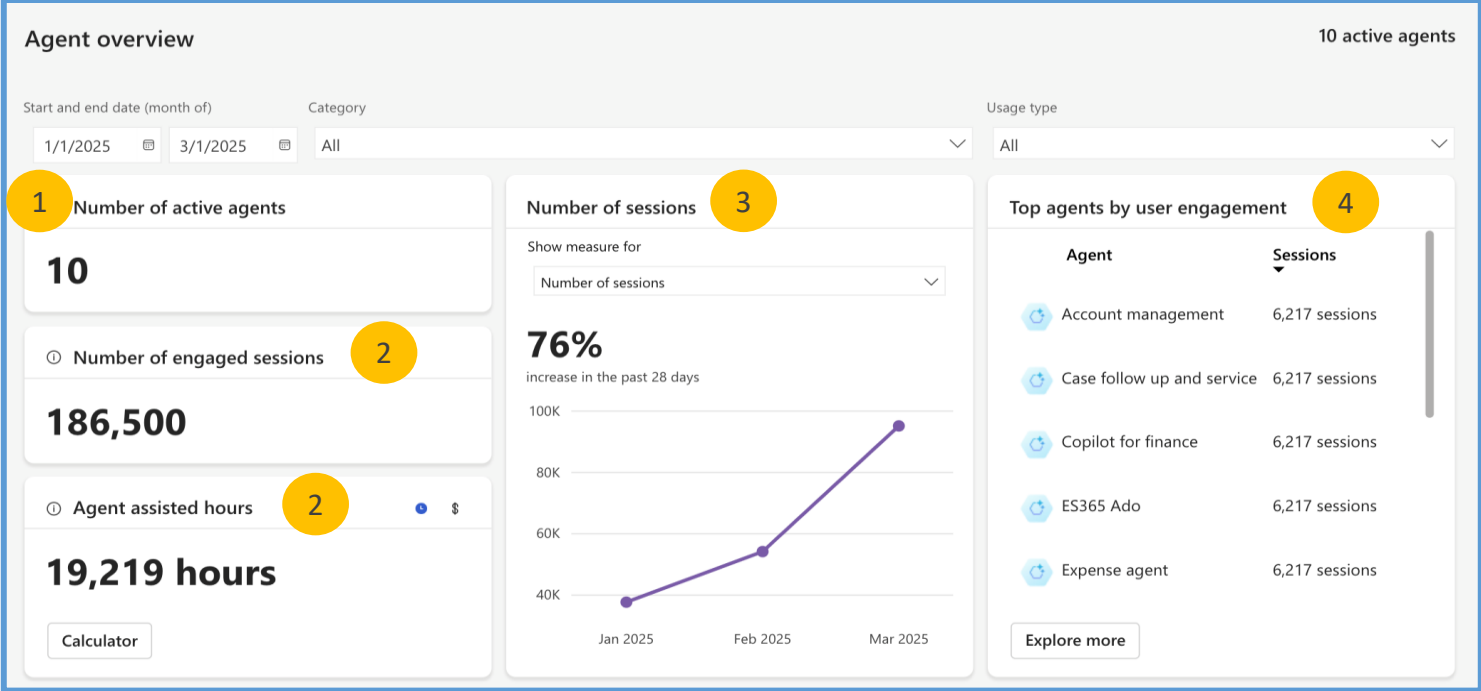 Agent overview
10 active agents
Start and end date (month of)
Category
Usage type
1/1/2025
3/1/2025
All
All
1
Number of active agents
10
Number of engaged sessions
2
186,500
Agent assisted hours
2
$
19,219 hours
Calculator
Number of sessions
3
Show measure for
Number of sessions
76%
increase in the past 28 days
100K
80K
60K
40K
Jan 2025 Feb 2025 Mar 2025
Top agents by user engagement
4
Agent Sessions
Account management 6,217 sessions
Case follow up and service 6,217 sessions
Copilot for finance 6,217 sessions
ES365 Ado 6,217 sessions
Expense agent 6,217 sessions
Explore more